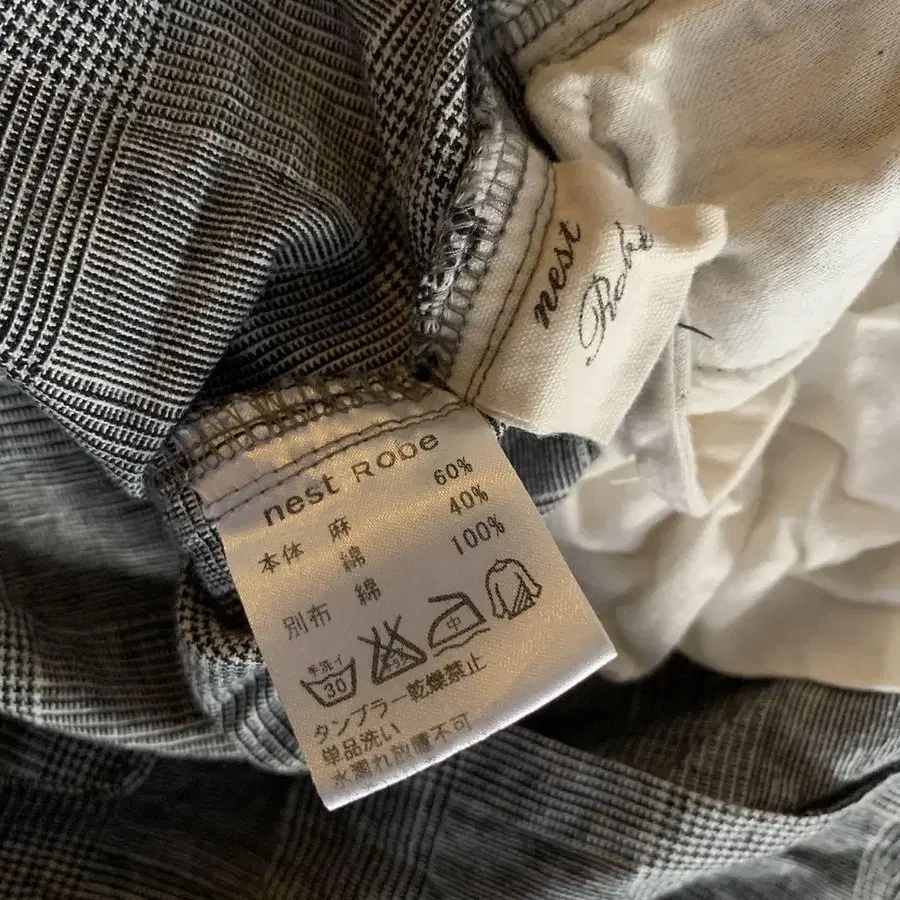 nest
Robe
nest Robe
本体 麻 60%
綿 40%
別布 綿 100%
手洗イ
30
中
タンブラー乾燥禁止
単品洗い
水濡れ放置不可